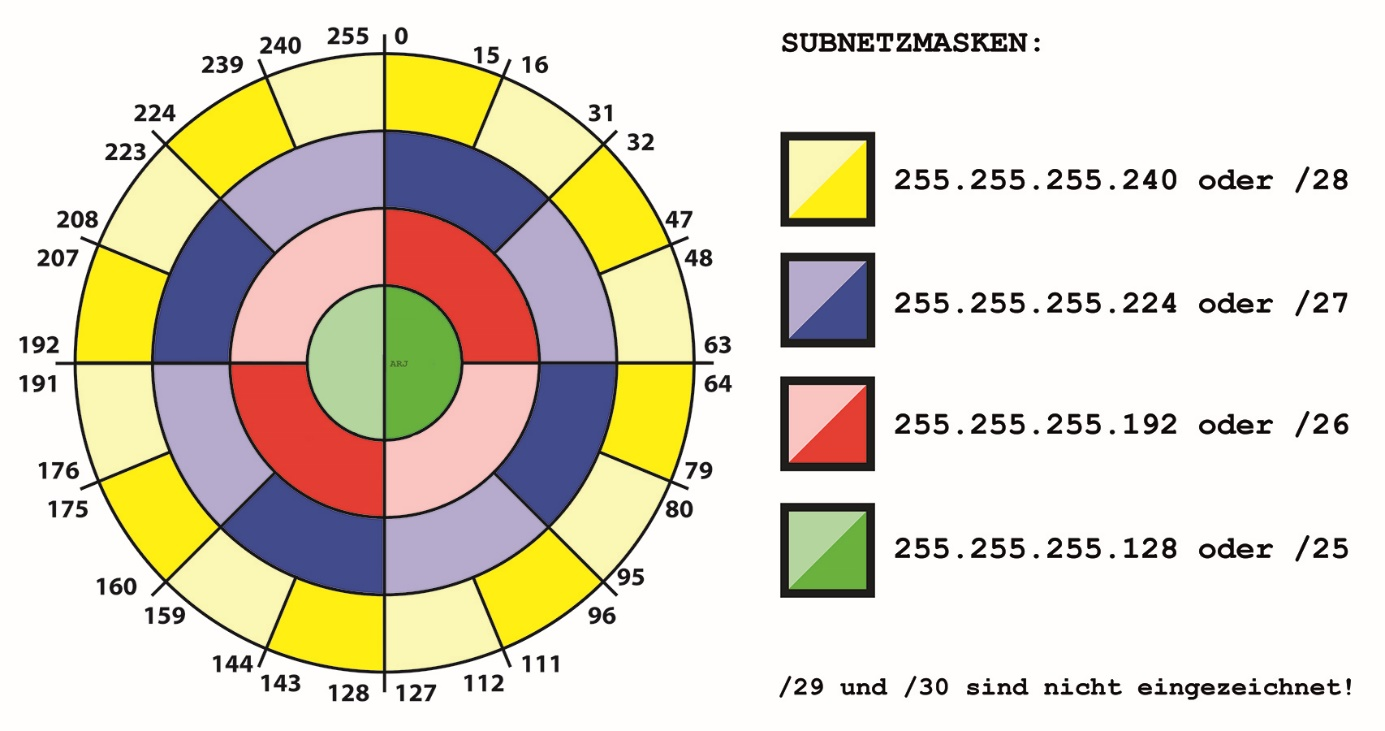 255 0
240 15
239 16
224 31
223 32
208 47
207 48
192 63
191 64
176 79
175 80
160 95
159 96
144 111
143 112
128 127
ARJ
SUBNETZMASKEN:
255.255.255.240 oder /28
255.255.255.224 oder /27
255.255.255.192 oder /26
255.255.255.128 oder /25
/29 und /30 sind nicht eingezeichnet!